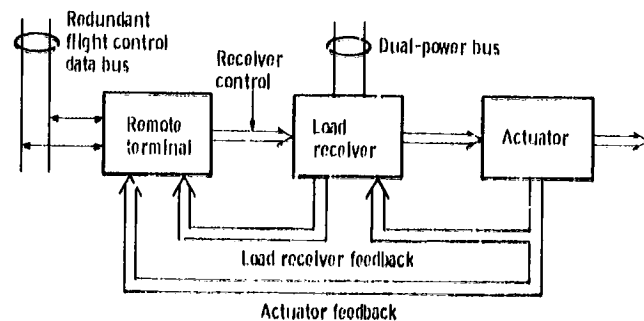 Redundant
flight control
data bus
Receiver
control
Dual-power bus
Remote
terminal
Load
receiver
Actuator
Load receiver feedback
Actuator feedback